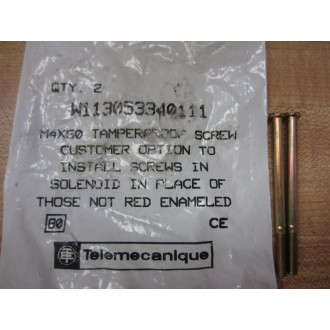 QTY. 2
W113053340111
M4X60 TAMPERPROOF SCREW
CUSTOMER OPTION TO
INSTALL SCREWS IN
SOLENOID IN PLACE OF
THOSE NOT RED ENAMELED
80 CE
Telemecanique